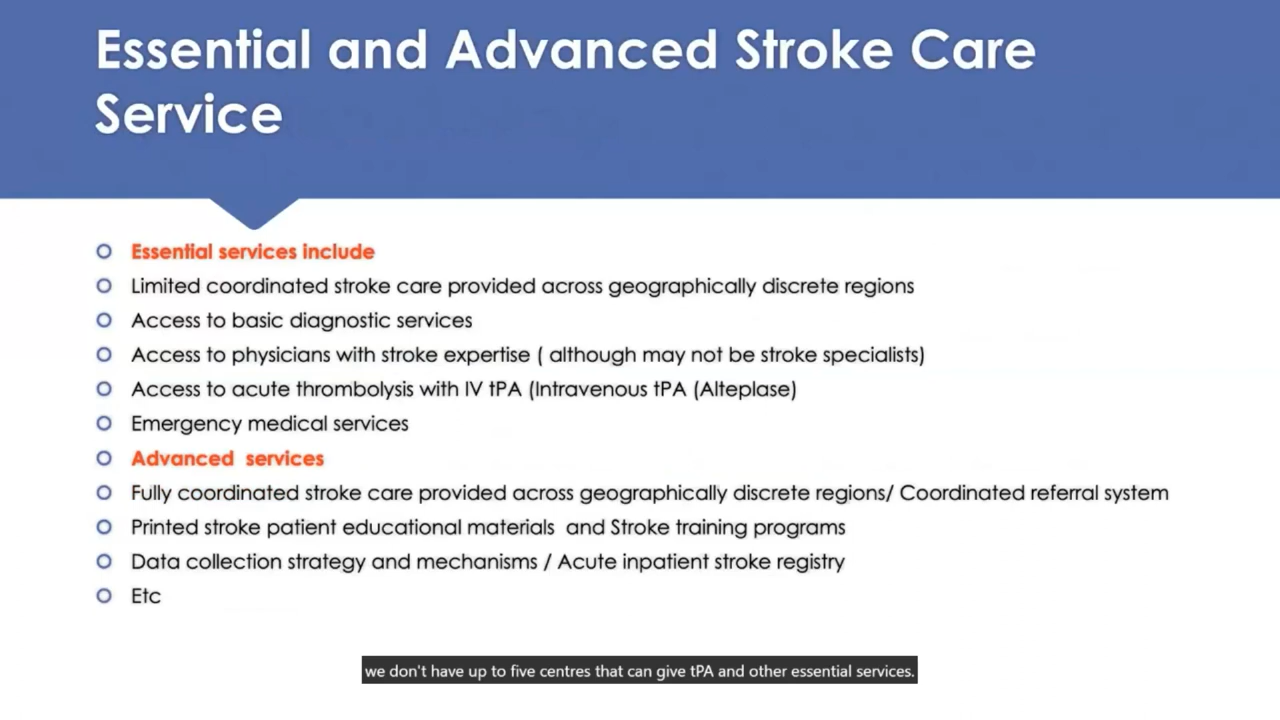 Essential and Advanced Stroke Care
Service
Essential services include
Limited coordinated stroke care provided across geographically discrete regions
Access to basic diagnostic services
Access to physicians with stroke expertise ( although may not be stroke specialists)
Access to acute thrombolysis with IV tPA (Intravenous tPA (Alteplase)
Emergency medical services
Advanced  services
Fully coordinated stroke care provided across geographically discrete regions/ Coordinated referral system
Printed stroke patient educational materials  and Stroke training programs
Data collection strategy and mechanisms / Acute inpatient stroke registry
Etc
we don't have up to five centres that can give tPA and other essential services.